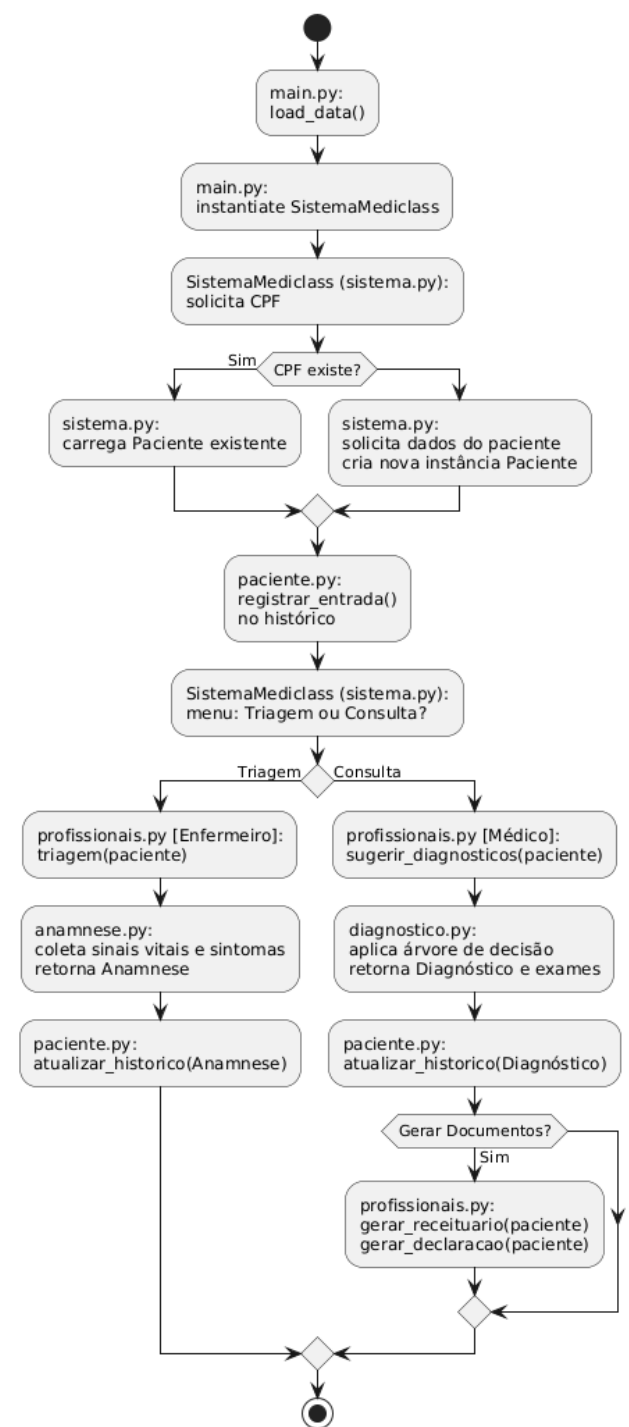 main.py:
load_data()
main.py:
instantiate SistemaMediclass
SistemaMediclass (sistema.py):
solicita CPF
Sim
CPF existe?
sistema.py:
carrega Paciente existente
sistema.py:
solicita dados do paciente
cria nova instância Paciente
paciente.py:
registrar_entrada()
no histórico
SistemaMediclass (sistema.py):
menu: Triagem ou Consulta?
Triagem
Consulta
profissionais.py [Enfermeiro]:
triagem(paciente)
anamnese.py:
coleta sinais vitais e sintomas
retorna Anamnese
paciente.py:
atualizar_historico(Anamnese)
profissionais.py [Médico]:
sugerir_diagnosticos(paciente)
diagnostico.py:
aplica árvore de decisão
retorna Diagnóstico e exames
paciente.py:
atualizar_historico(Diagnóstico)
Gerar Documentos?
Sim
profissionais.py:
gerar_receituario(paciente)
gerar_declaracao(paciente)